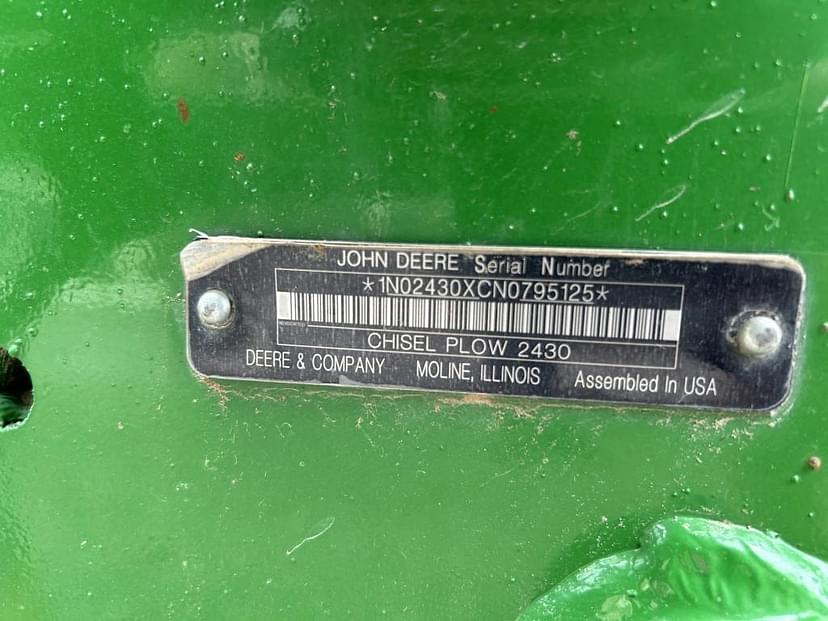 JOHN DEERE Serial Number
*1N02430XCN0795125*
CHISEL PLOW 2430
DEERE & COMPANY MOLINE, ILLINOIS Assembled In USA